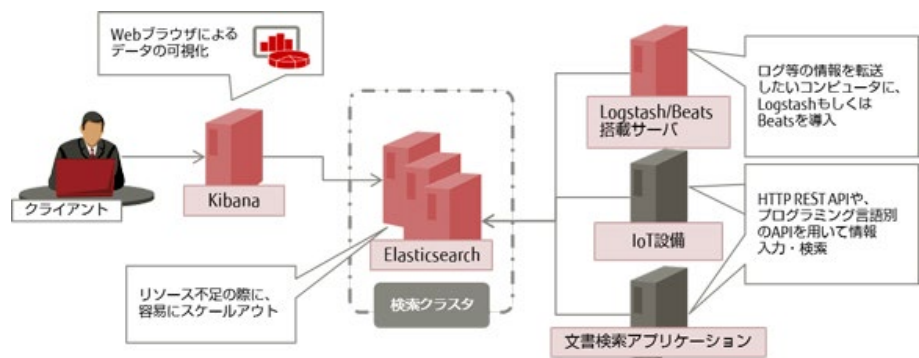 Webブラウザによる
データの可視化
クライアント
Kibana
Elasticsearch
検索クラスタ
リソース不足の際に、
容易にスケールアウト
Logstash/Beats
搭載サーバ
ログ等の情報を転送
したいコンピュータに、
Logstashもしくは
Beatsを導入
IoT設備
HTTP REST APIや、
プログラミング言語別
のAPIを用いて情報
入力・検索
文書検索アプリケーション